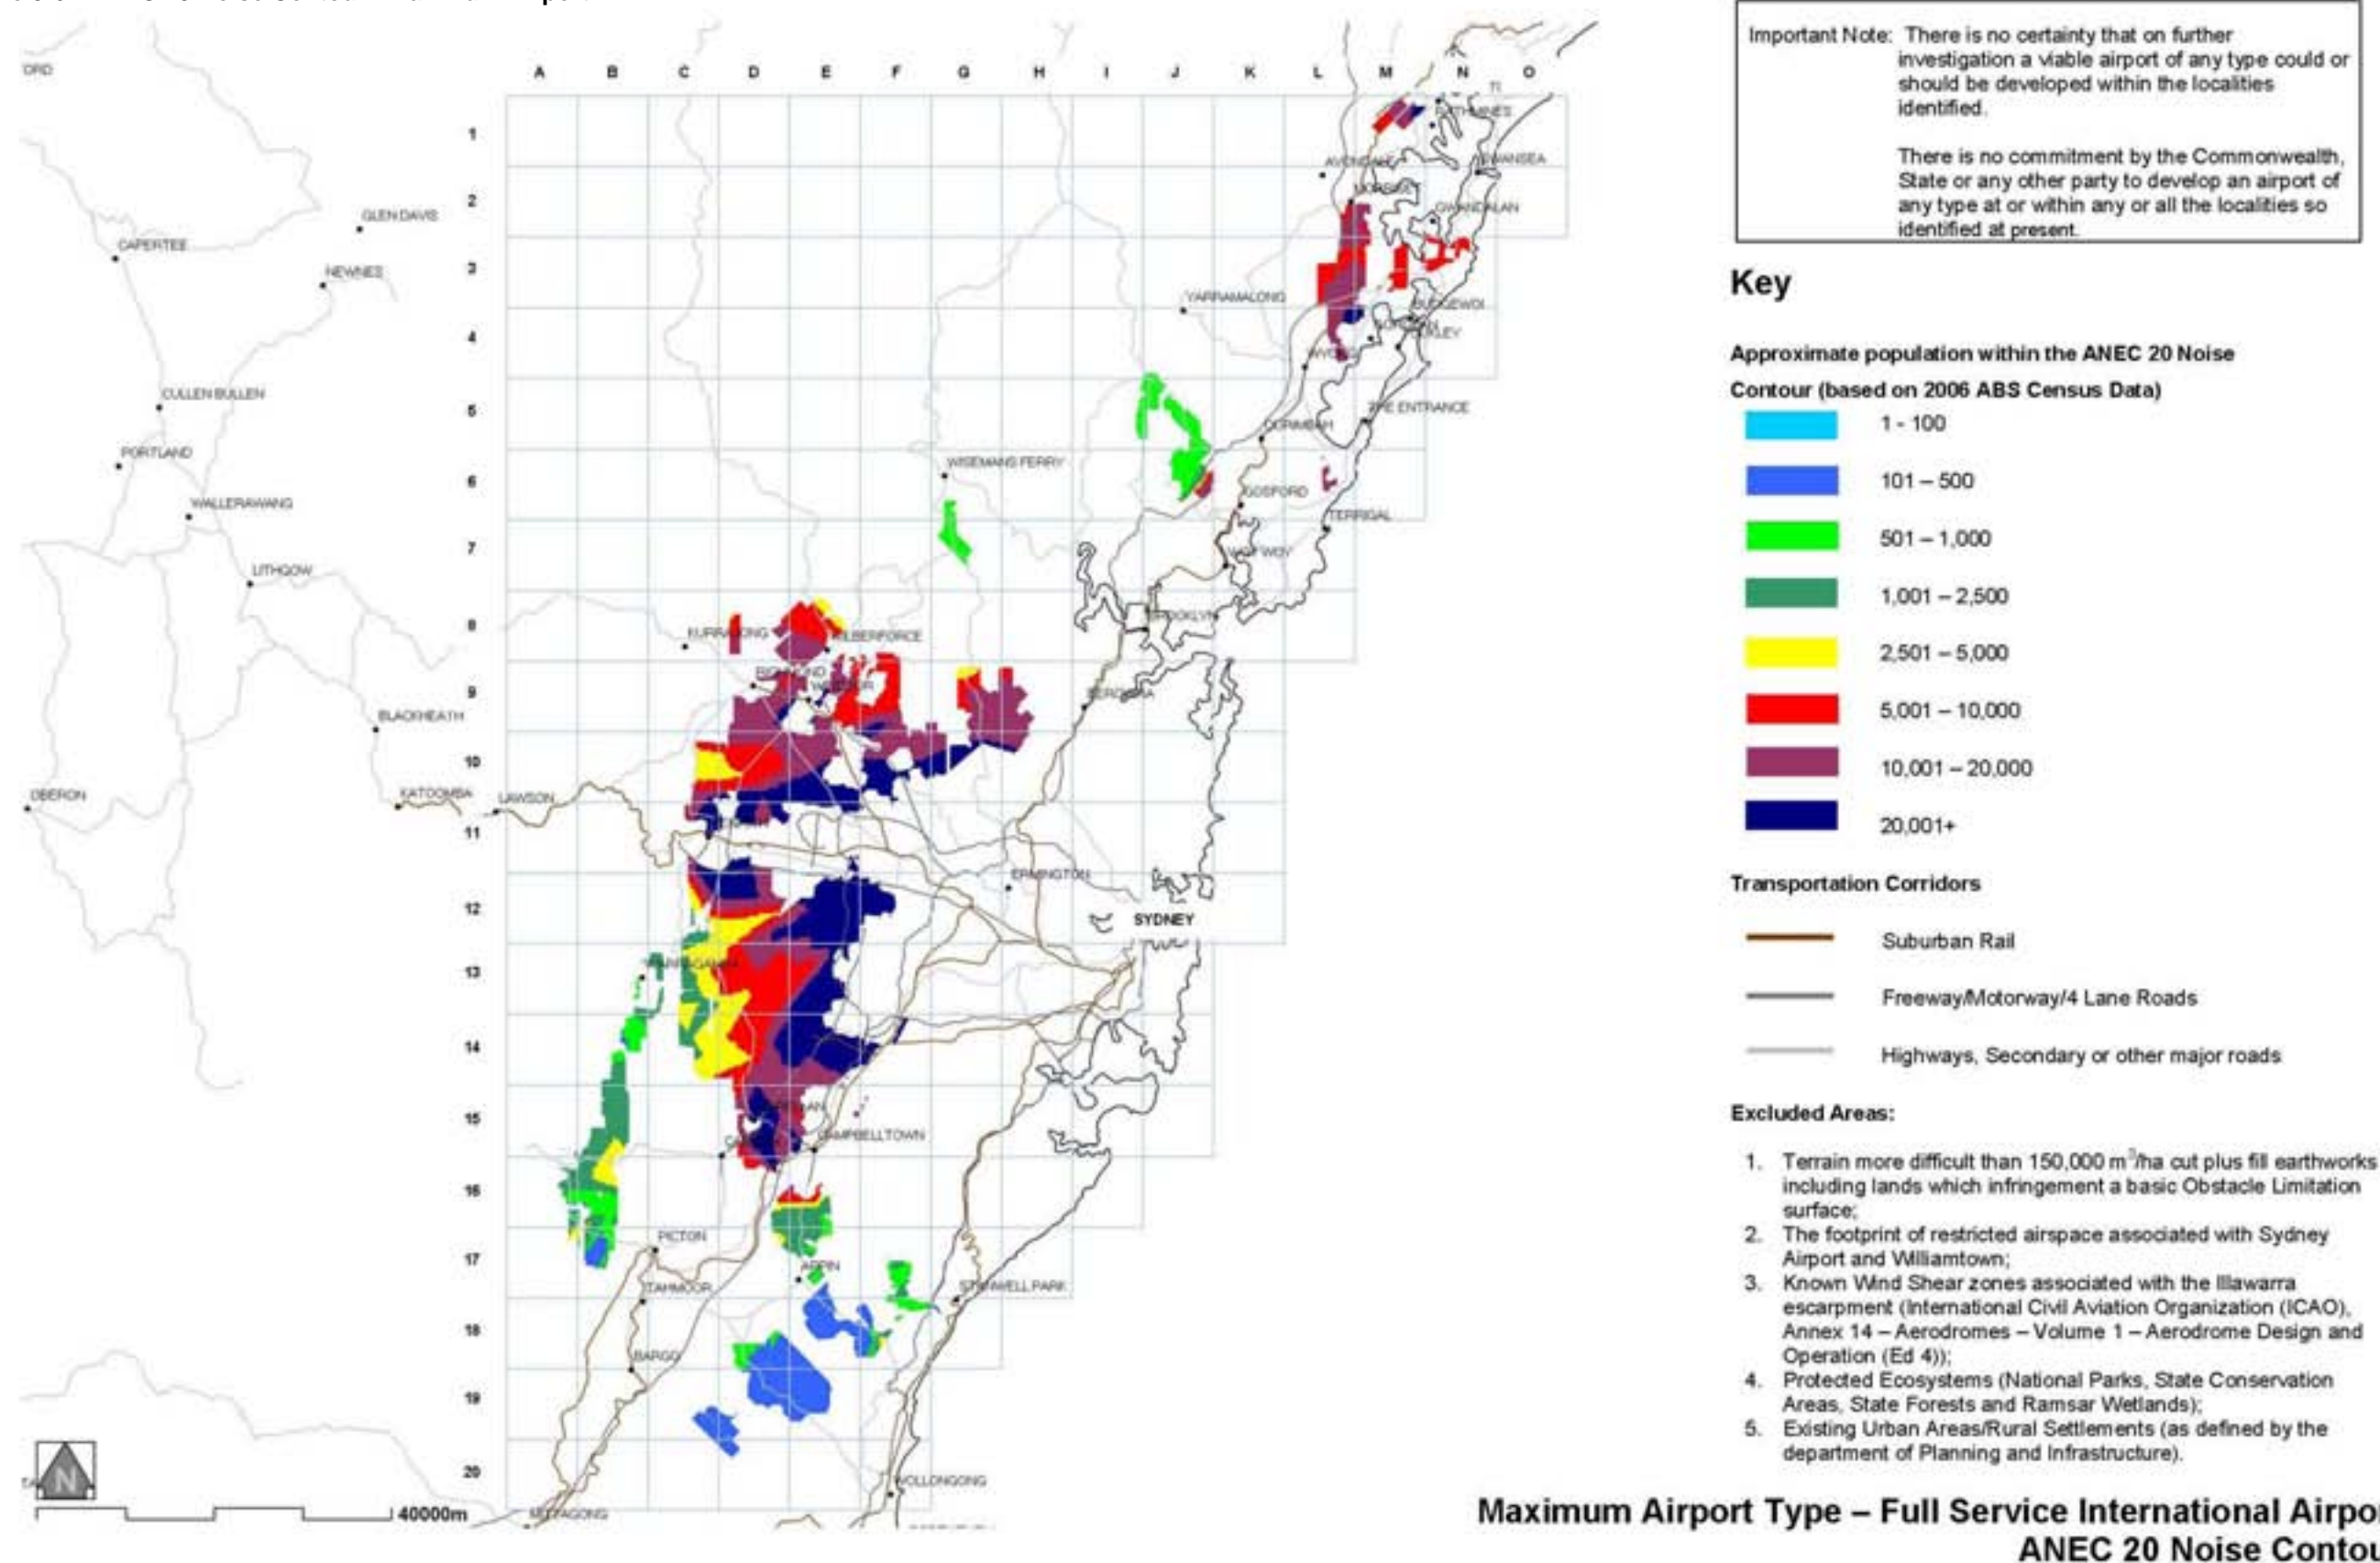 A B C D E F G H I J K L M N O
1
2
3
4
5
6
7
8
9
10
11
12
13
14
15
16
17
18
19
20
GLEN DAVIS
CAPERTEE
NEWNES
CULLEN BULLEN
PORTLAND
WALLERAWANG
LITHGOW
BLACKHEATH
OBERON
KATOOMBA
LAWSON
SWANSEA
GWANDALAN
YARRAMALONG
THE ENTRANCE
OURIMBAH
WISEMANS FERRY
GOSFORD
TERRIGAL
BROOKLYN
KURRAJONG
RICHMOND
ERMINGTON
SYDNEY
CAMPBELLTOWN
PICTON
TAHMOOR
APPIN
STANWELL PARK
BARGO
WOLLONGONG
MITTAGONG
N
40000m
Important Note: There is no certainty that on further
investigation a viable airport of any type could or
should be developed within the localities
identified.
There is no commitment by the Commonwealth,
State or any other party to develop an airport of
any type at or within any or all the localities so
identified at present.
Key
Approximate population within the ANEC 20 Noise
Contour (based on 2006 ABS Census Data)
1 - 100
101 – 500
501 – 1,000
1,001 – 2,500
2,501 – 5,000
5,001 – 10,000
10,001 – 20,000
20,001+
Transportation Corridors
Suburban Rail
Freeway/Motorway/4 Lane Roads
Highways, Secondary or other major roads
Excluded Areas:
1. Terrain more difficult than 150,000 m³/ha cut plus fill earthworks
including lands which infringement a basic Obstacle Limitation
surface;
2. The footprint of restricted airspace associated with Sydney
Airport and Williamtown;
3. Known Wind Shear zones associated with the Illawarra
escarpment (International Civil Aviation Organization (ICAO),
Annex 14 – Aerodromes – Volume 1 – Aerodrome Design and
Operation (Ed 4));
4. Protected Ecosystems (National Parks, State Conservation
Areas, State Forests and Ramsar Wetlands);
5. Existing Urban Areas/Rural Settlements (as defined by the
department of Planning and Infrastructure).
Maximum Airport Type – Full Service International Airpo
ANEC 20 Noise Contou